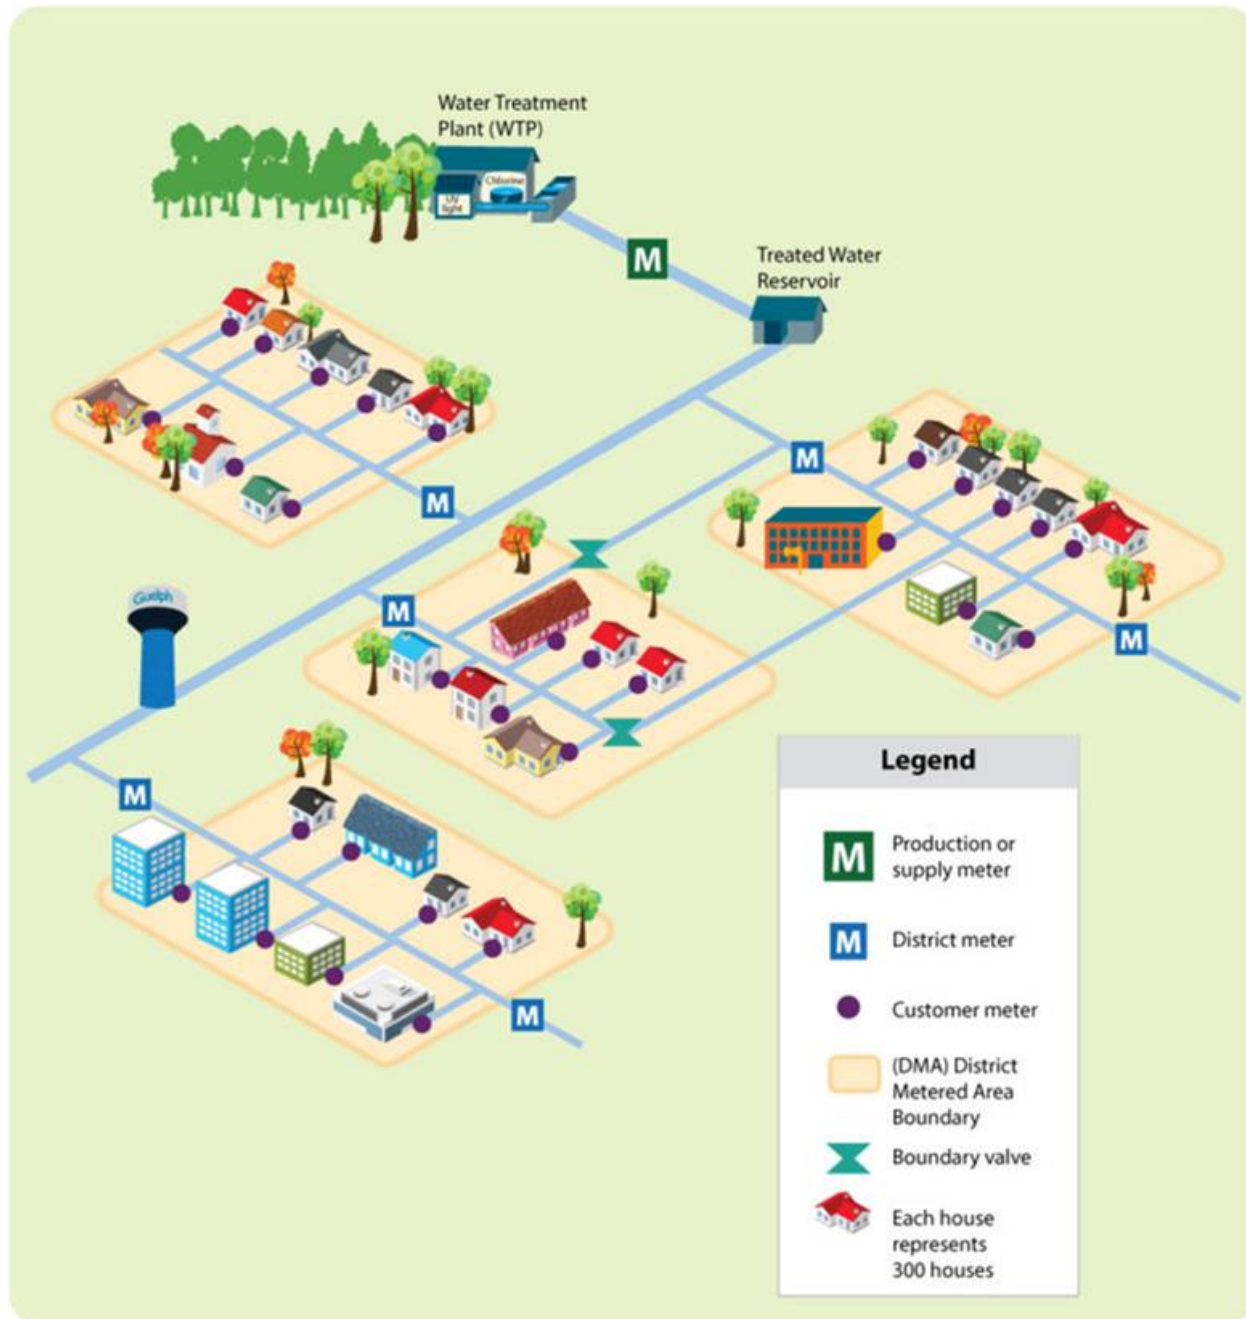 Water Treatment
Plant (WTP)
Chlorine
UV
light
M
Treated Water
Reservoir
M
M
M
Guelph
M
M
M
Legend
M
Production or
supply meter
M
District meter
Customer meter
(DMA) District
Metered Area
Boundary
Boundary valve
Each house
represents
300 houses